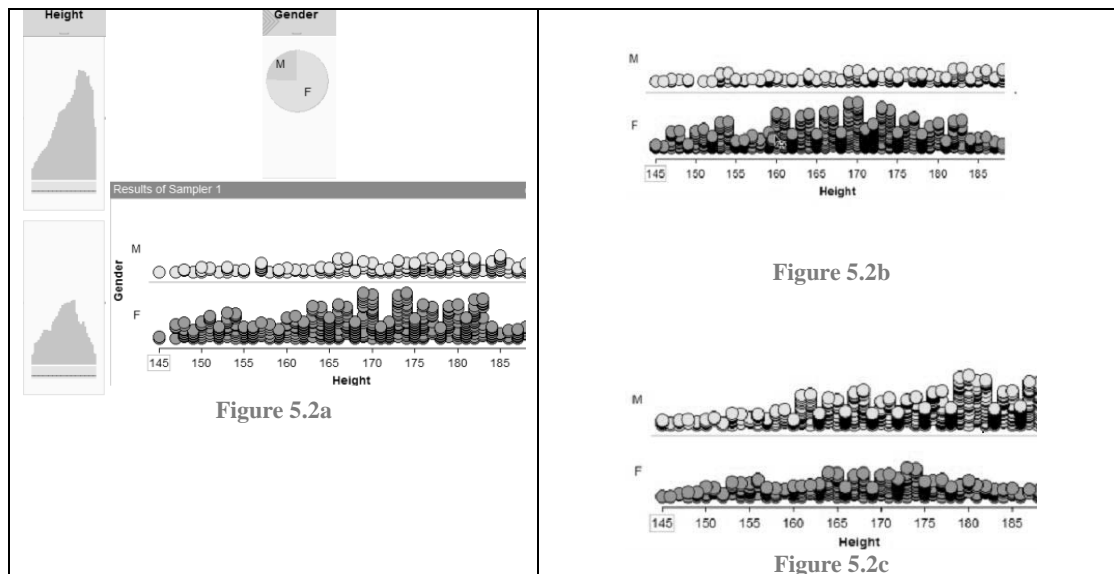 Height
Gender
M
F
Results of Sampler 1
Gender
M
F
145 150 155 160 165 170 175 180 185
Height
Figure 5.2a
M
F
145 150 155 160 165 170 175 180 185
Height
Figure 5.2b
M
F
145 150 155 160 165 170 175 180 185
Height
Figure 5.2c